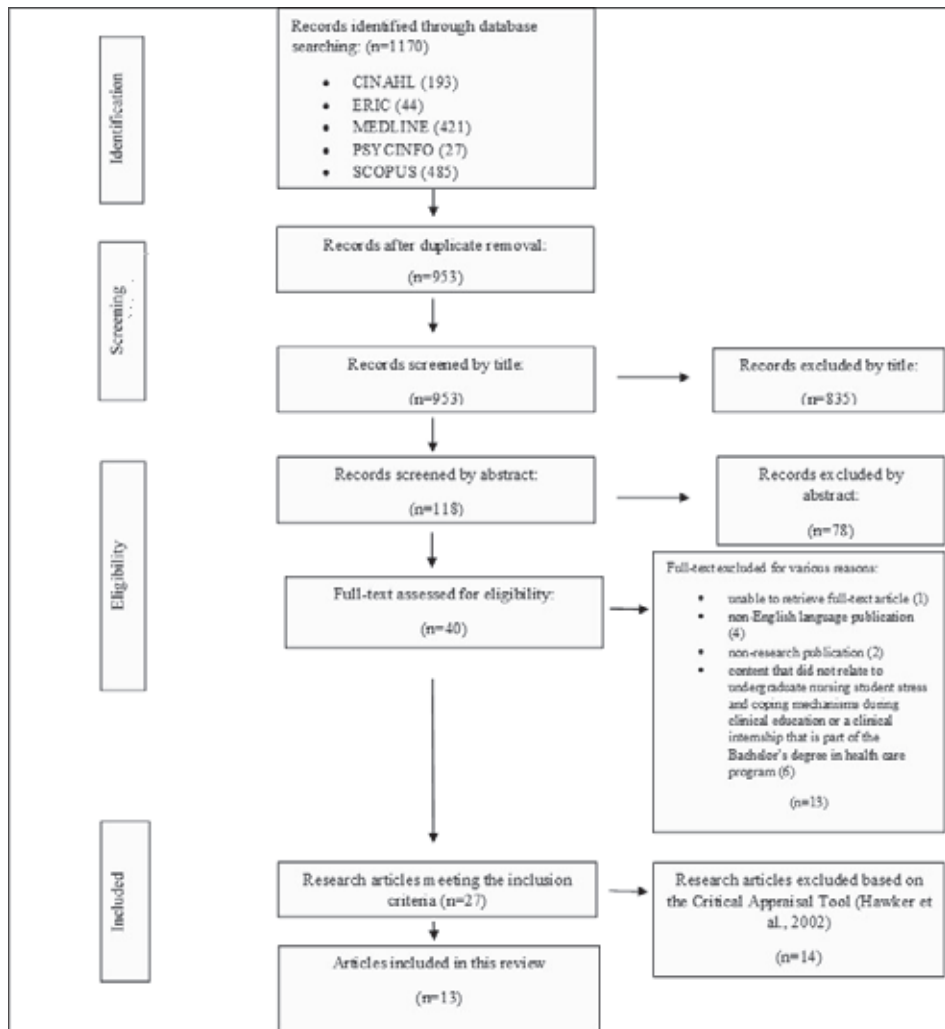 Identification
Records identified through database
searching: (n=1170)
• CINAHL (193)
• ERIC (44)
• MEDLINE (421)
• PSYCINFO (27)
• SCOPUS (485)
Screening
Records after duplicate removal:
(n=953)
Records screened by title:
(n=953)
Records excluded by title:
(n=835)
Eligibility
Records screened by abstract:
(n=118)
Records excluded by
abstract:
(n=78)
Full-text assessed for eligibility:
(n=40)
Full-text excluded for various reasons:
• unable to retrieve full-text article (1)
• non-English language publication
(4)
• non-research publication (2)
• content that did not relate to
undergraduate nursing student stress
and coping mechanisms during
clinical education or a clinical
internship that is part of the
Bachelor's degree in health care
program (6)
(n=13)
Included
Research articles meeting the inclusion
criteria (n=27)
Research articles excluded based on
the Critical Appraisal Tool (Hawker et
al., 2002)
(n=14)
Articles included in this review
(n=13)